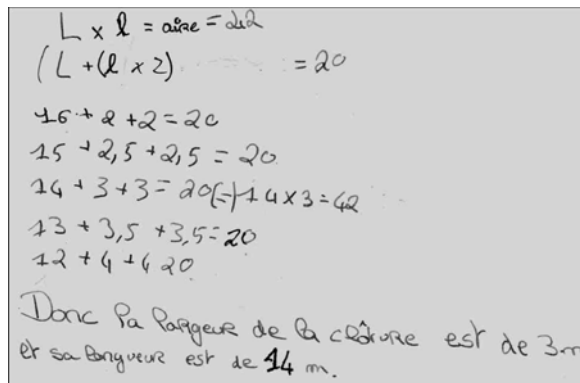 L x l = aire = 42
(L + (l x 2) = 20
16 + 2 + 2 = 20
15 + 2,5 + 2,5 = 20
14 + 3 + 3 = 20 (=) 14 x 3 = 42
13 + 3,5 + 3,5 = 20
12 + 4 + 4 20
Donc la largeur de la clôture est de 3m
et sa longueur est de 14 m.